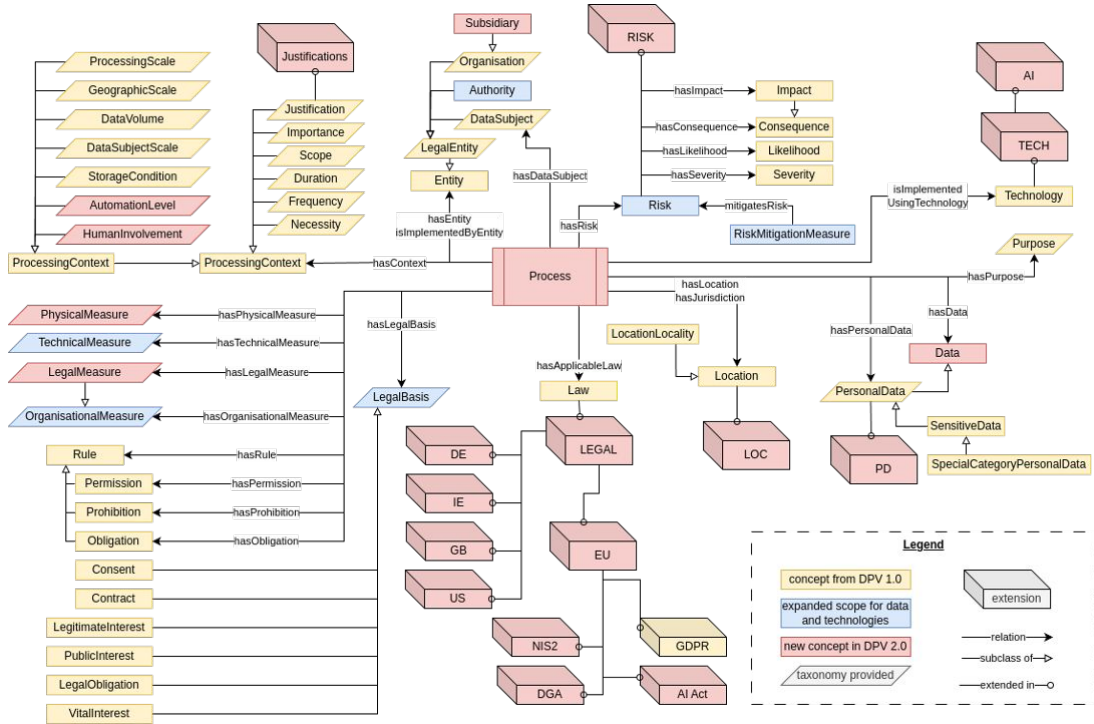 Subsidiary
ProcessingScale
GeographicScale
DataVolume
DataSubjectScale
StorageCondition
AutomationLevel
HumanInvolvement
ProcessingContext
Justifications
Justification
Importance
Scope
Duration
Frequency
Necessity
ProcessingContext
hasContext
Organisation
Authority
DataSubject
LegalEntity
Entity
hasDataSubject
hasEntity
isImplementedByEntity
RISK
hasImpact
Impact
hasConsequence
Consequence
hasLikelihood
Likelihood
hasSeverity
Severity
Risk
mitigatesRisk
RiskMitigationMeasure
hasRisk
AI
TECH
isImplemented
UsingTechnology
Technology
Purpose
hasPurpose
Process
hasLocation
hasJurisdiction
PhysicalMeasure
hasPhysicalMeasure
TechnicalMeasure
hasTechnicalMeasure
LegalMeasure
hasLegalMeasure
OrganisationalMeasure
hasOrganisationalMeasure
hasLegalBasis
LegalBasis
Rule
hasRule
Permission
hasPermission
Prohibition
hasProhibition
Obligation
hasObligation
Consent
Contract
LegitimateInterest
PublicInterest
LegalObligation
VitalInterest
hasApplicableLaw
Law
LocationLocality
Location
LOC
hasPersonalData
hasData
Data
PersonalData
SensitiveData
SpecialCategoryPersonalData
PD
DE
IE
GB
US
LEGAL
EU
NIS2
GDPR
DGA
AI Act
Legend
concept from DPV 1.0
expanded scope for data
and technologies
new concept in DPV 2.0
taxonomy provided
extension
relation
subclass of
extended in